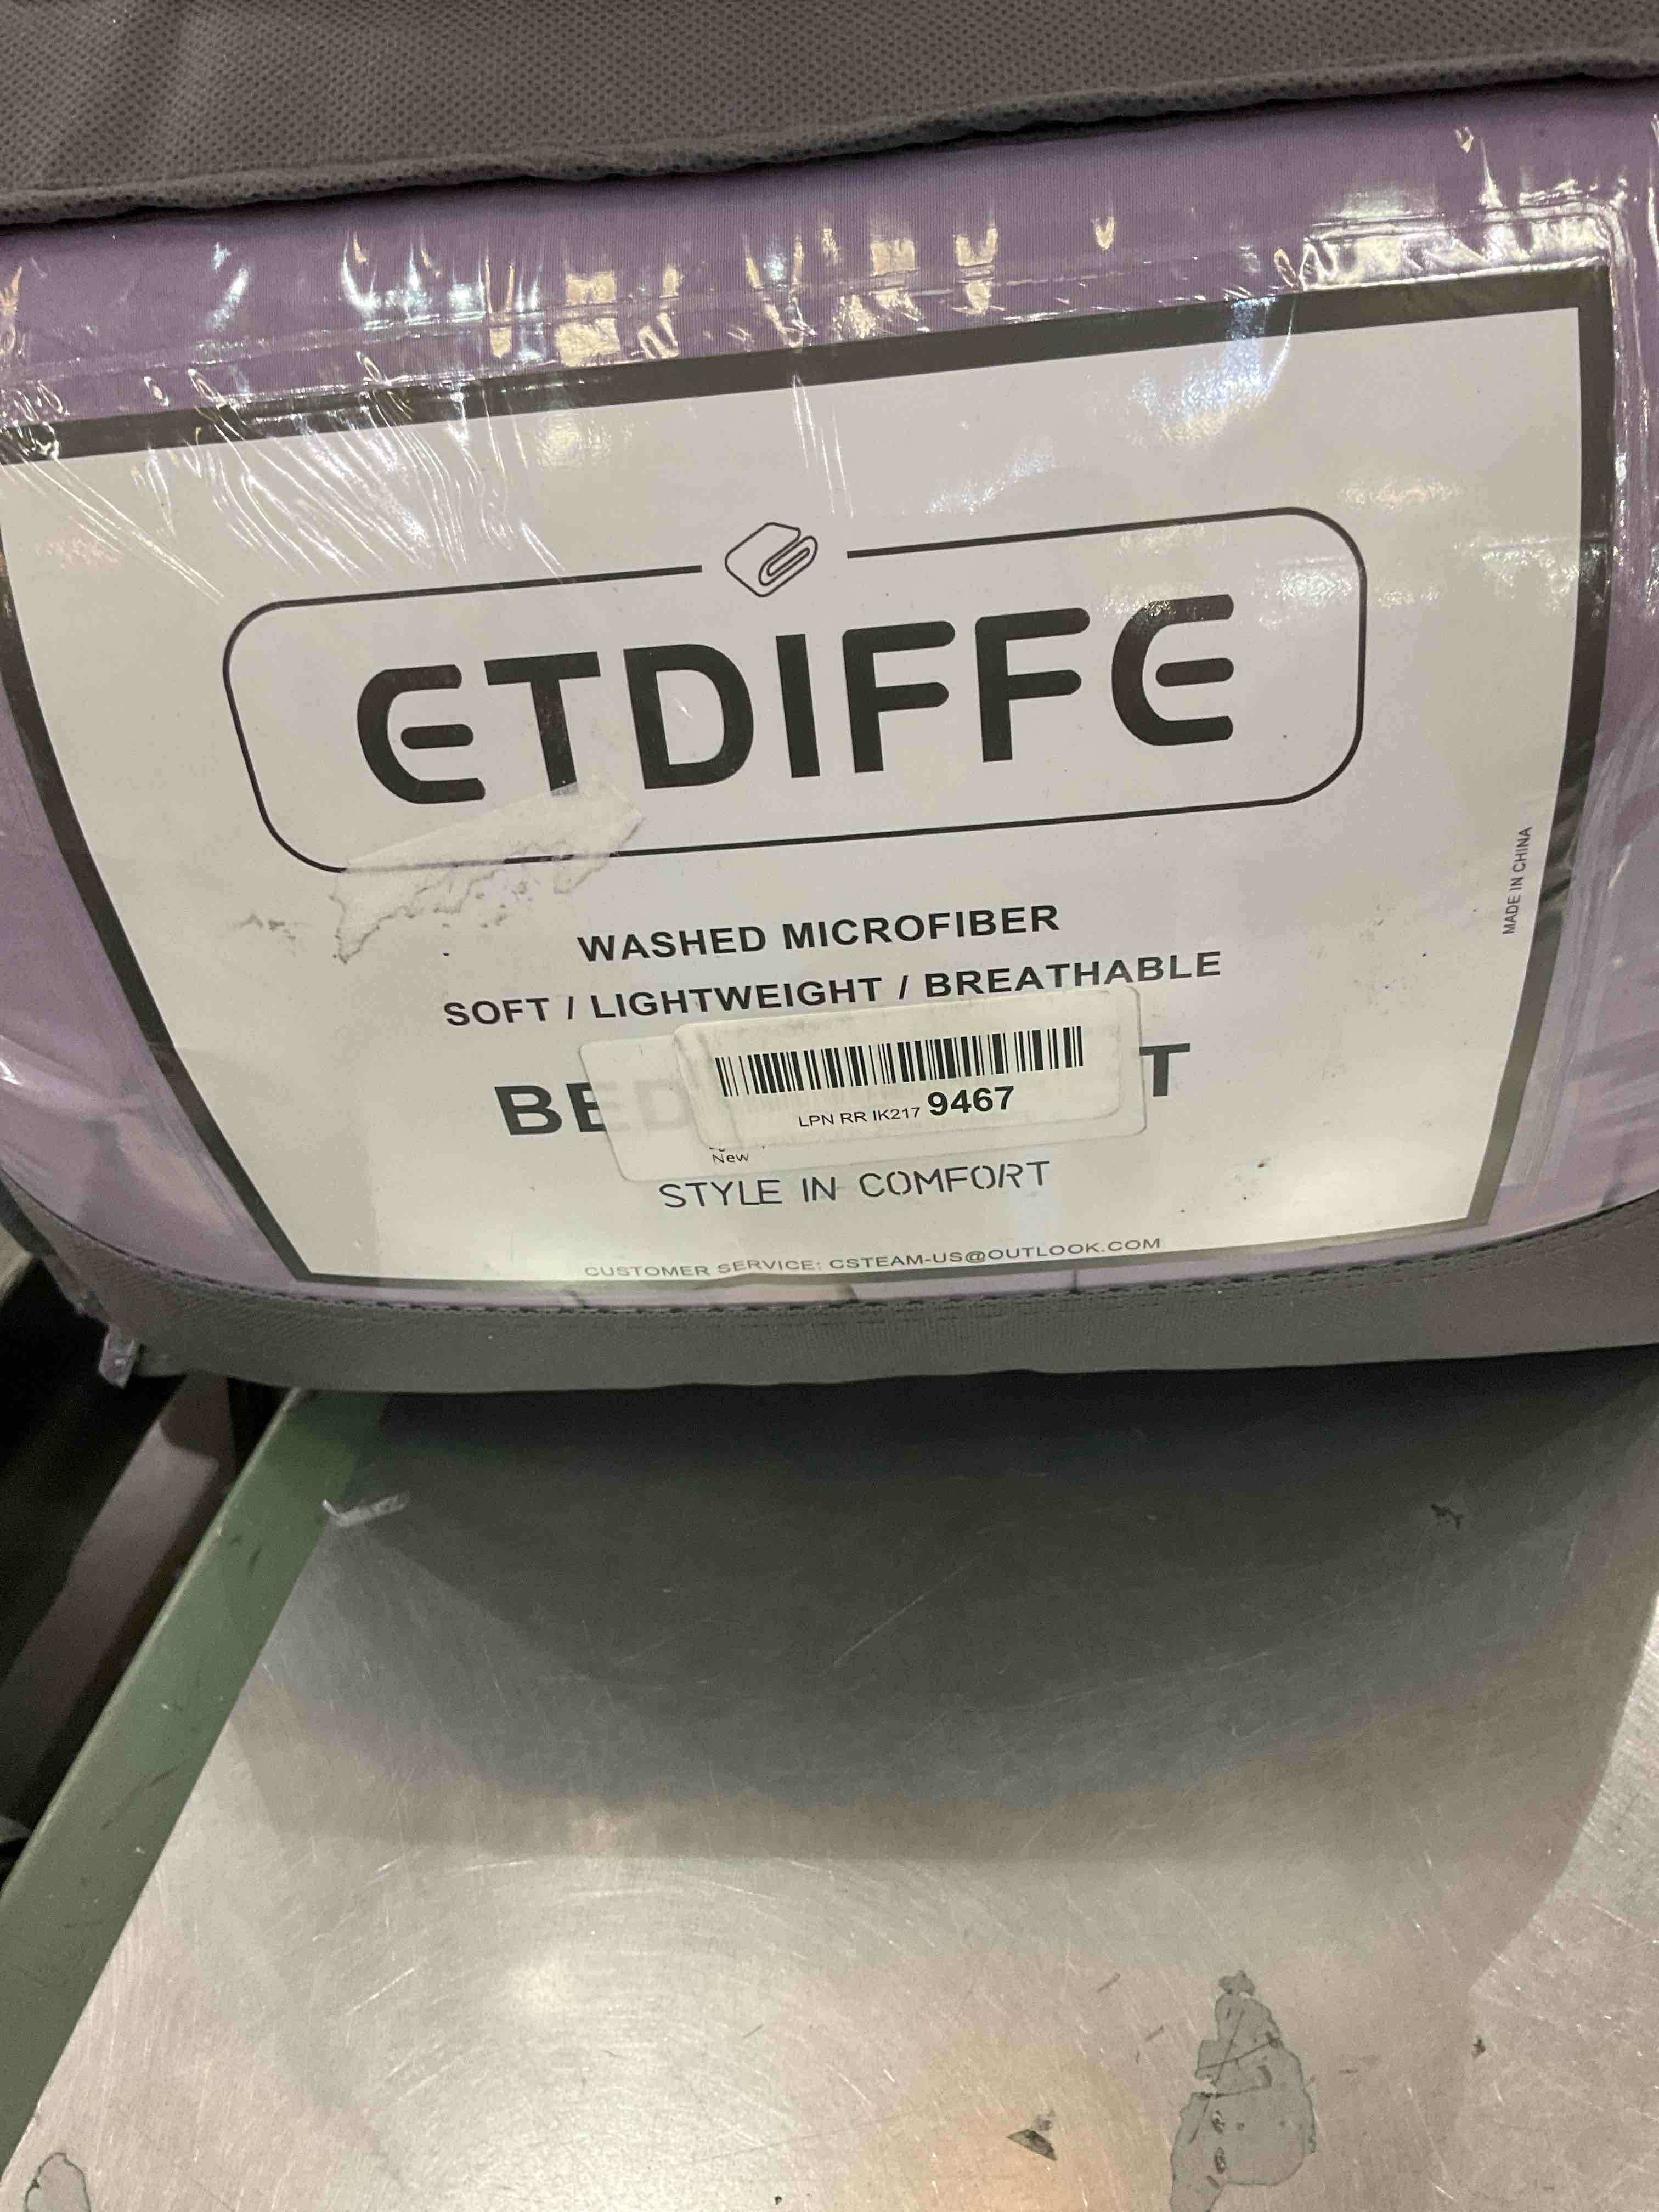 ETDIFFE
WASHED MICROFIBER
SOFT / LIGHTWEIGHT / BREATHABLE
BED T
LPN RR IK217 9467
New
STYLE IN COMFORT
CUSTOMER SERVICE: CSTEAM-US@OUTLOOK.COM
MADE IN CHINA